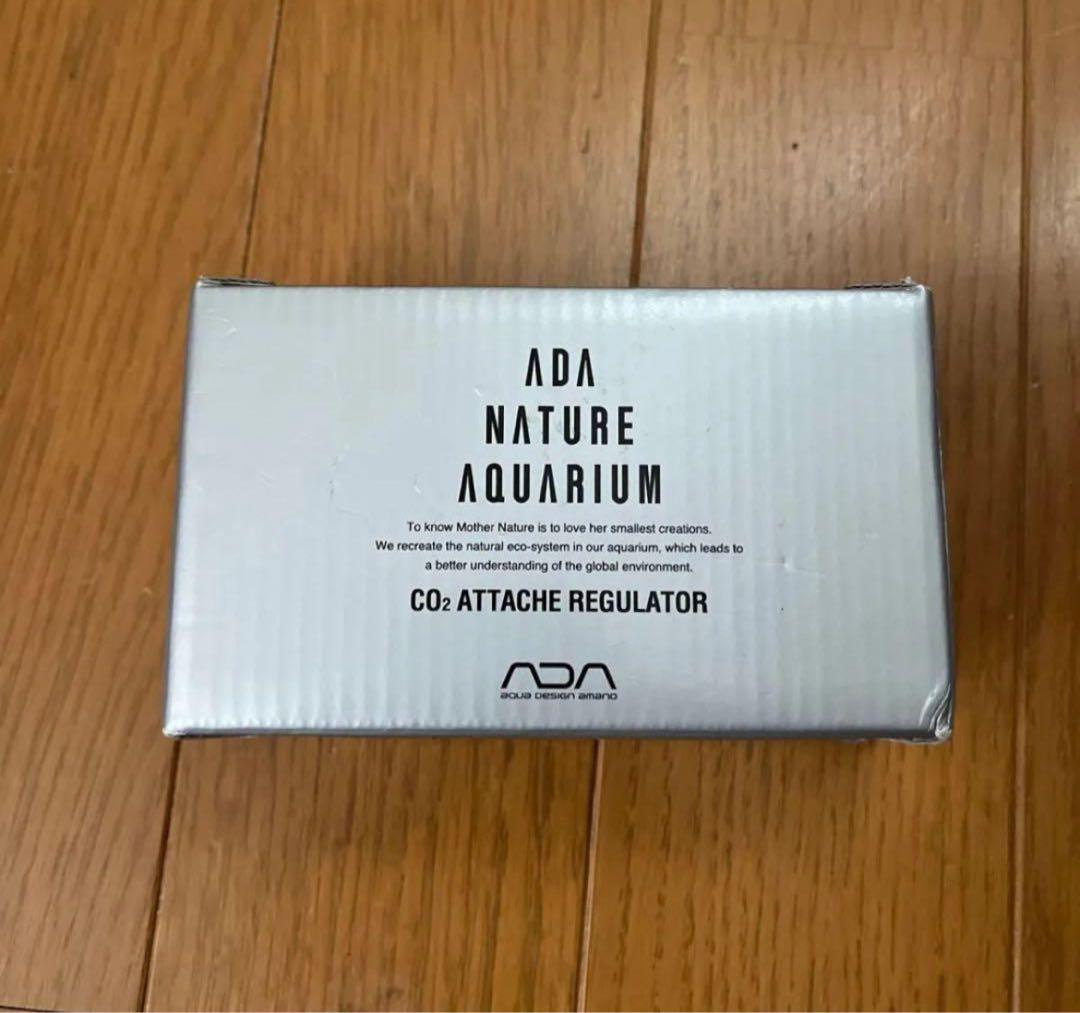 ADA
NATURE
AQUARIUM
To know Mother Nature is to love her smallest creations.
We recreate the natural eco-system in our aquarium, which leads to
a better understanding of the global environment.
CO₂ ATTACHE REGULATOR
ADA
AQUA DESIGN AMANO